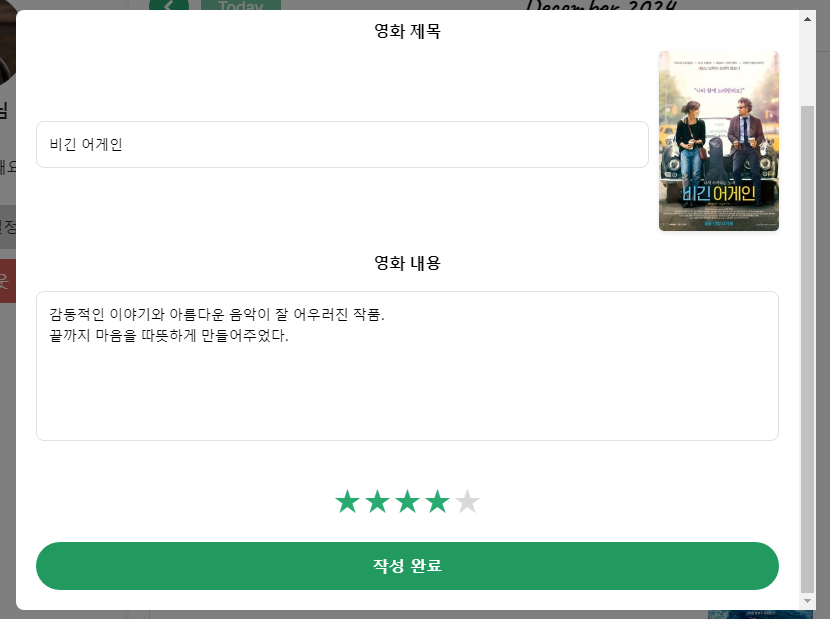 Today
December 2024
영화 제목
비긴 어게인
비긴 어게인
영화 내용
감동적인 이야기와 아름다운 음악이 잘 어우러진 작품.
끝까지 마음을 따뜻하게 만들어주었다.
작성 완료